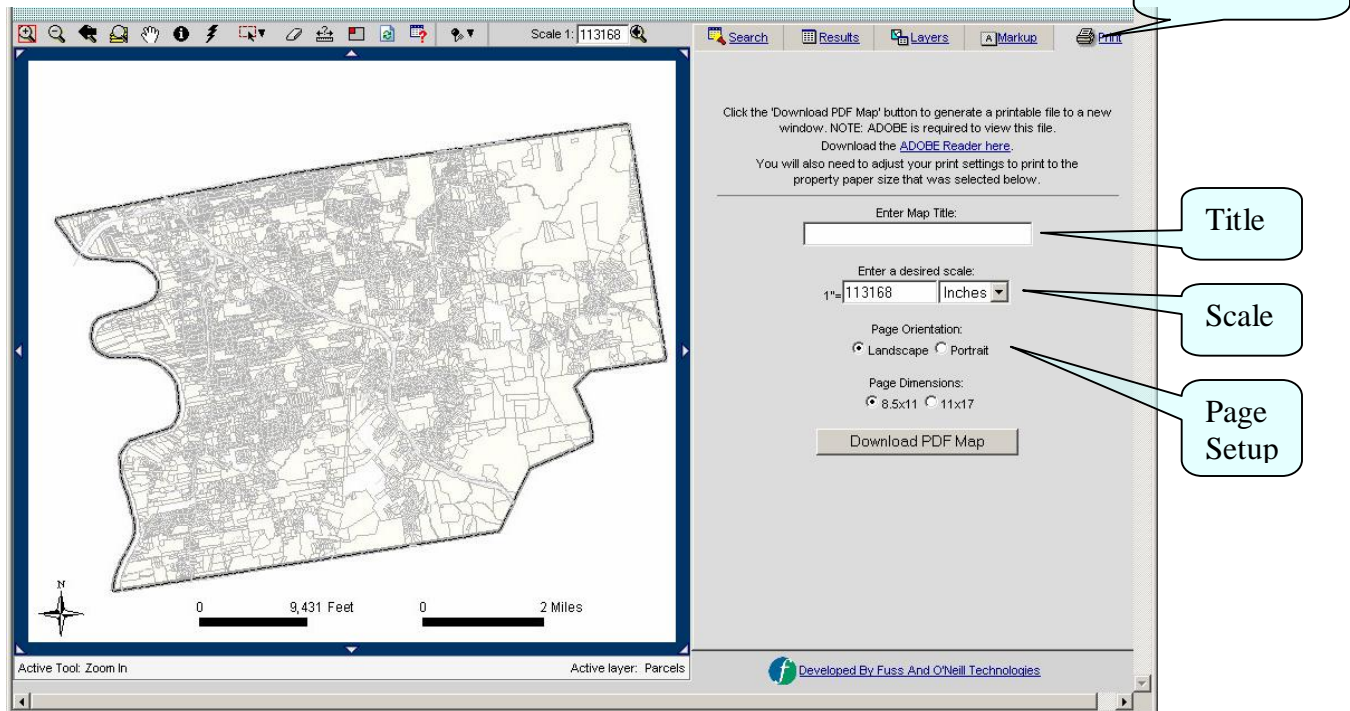 Scale 1: 113168
Search Results Layers A Markup Print
Click the 'Download PDF Map' button to generate a printable file to a new
window. NOTE: ADOBE is required to view this file.
Download the ADOBE Reader here.
You will also need to adjust your print settings to print to the
property paper size that was selected below.
Enter Map Title:
Title
Enter a desired scale:
1"= 113168 Inches
Scale
Page Orientation:
Landscape Portrait
Page Dimensions:
8.5x11 11x17
Page
Setup
Download PDF Map
N
0 9,431 Feet 0 2 Miles
Active Tool: Zoom In Active layer: Parcels
f Developed By Fuss And O'Neill Technologies